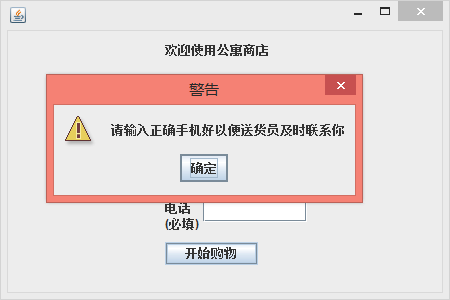 欢迎使用公寓商店
警告
请输入正确手机好以便送货员及时联系你
确定
电话
(必填)
开始购物